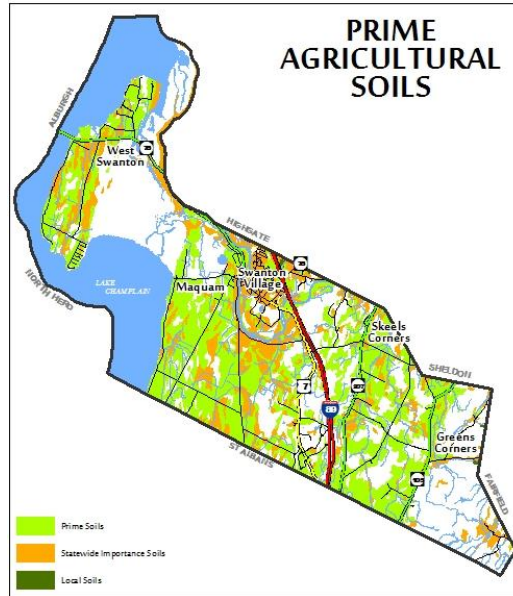 PRIME
AGRICULTURAL
SOILS
ALBURGH
West
Swanton
HIGHGATE
NORTH HERO
LAKE
CHAMPLAIN
Maquam
Swanton
Village
Skeels
Corners
SHELDON
7
89
207
Greens
Corners
ST ALBANS
FAIRFIELD
Prime Soils
Statewide Importance Soils
Local Soils